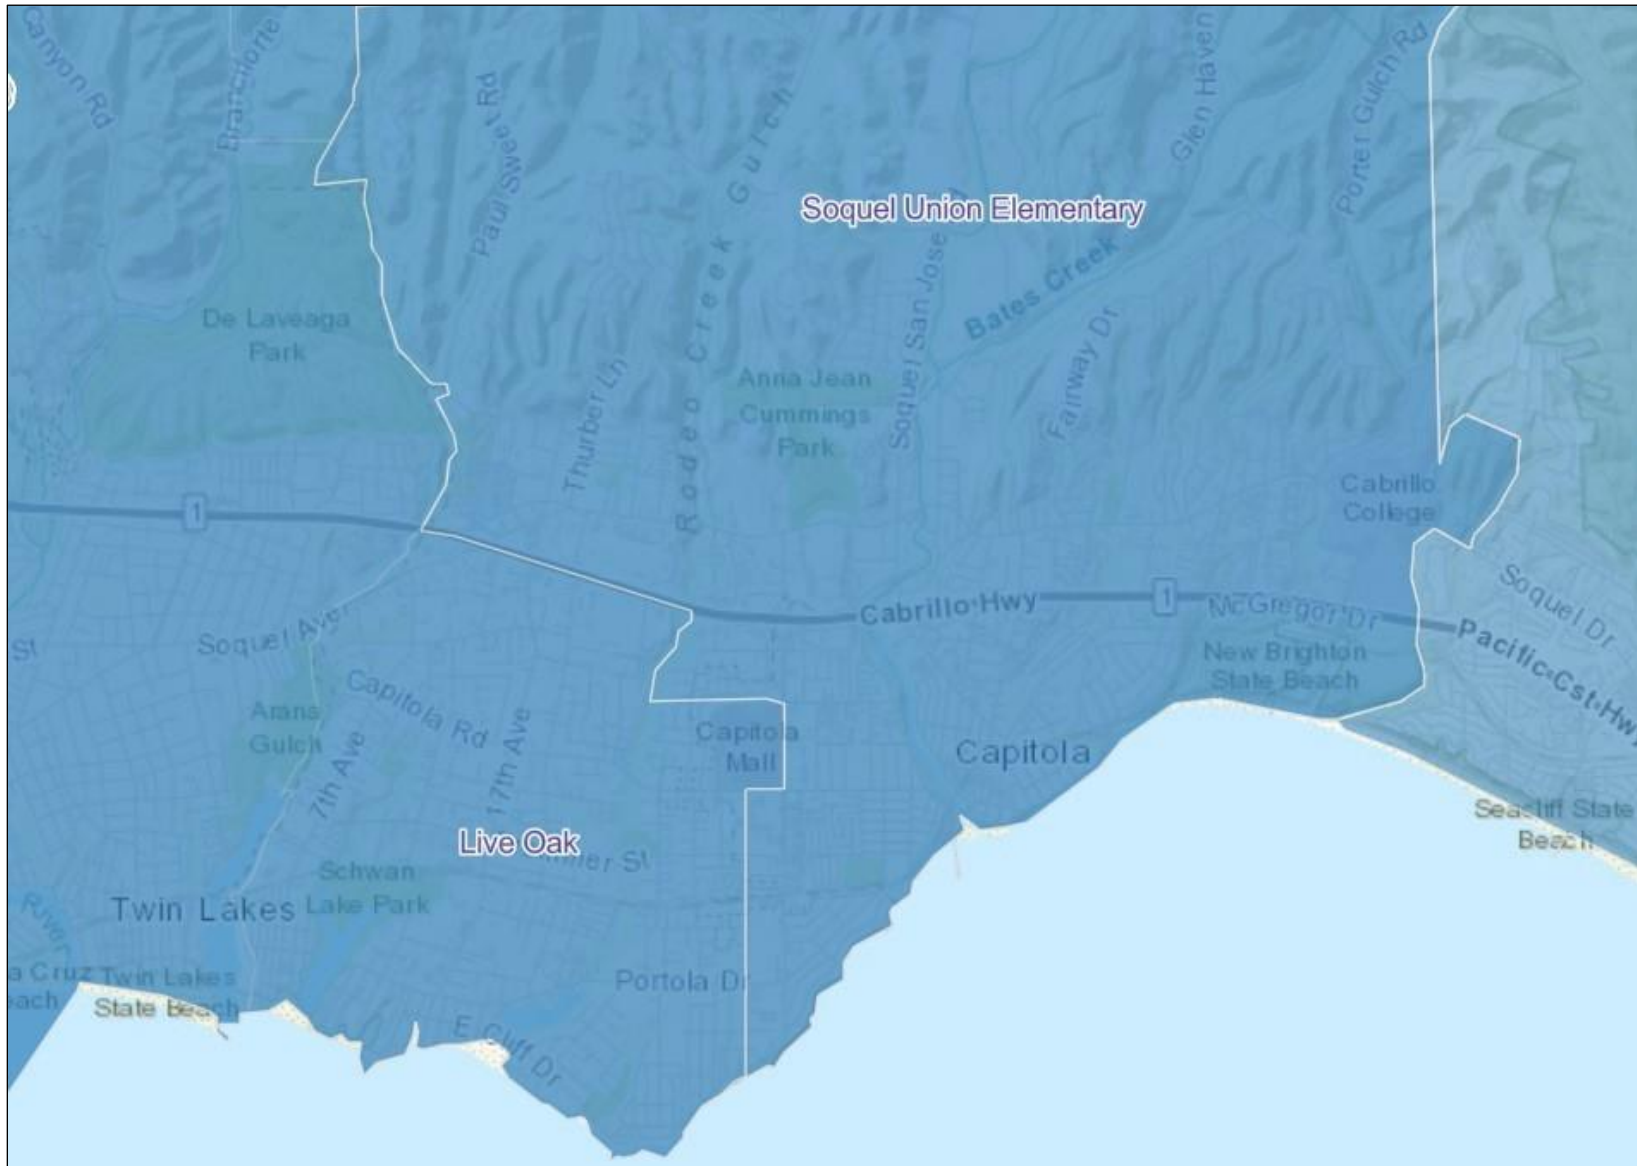 Canyon Rd
Branciforte
Paul Sweet Rd
Rodeo Creek Gulch
Glen Haven
Porter Gulch Rd
Soquel Union Elementary
Bates Creek
Soquel San Jose
De Laveaga
Park
Thurber Ln
Anna Jean
Cummings
Park
Fairway Dr
Cabrillo
College
1
Cabrillo Hwy
1
McGregor Dr
Pacific Cst Hwy
Soquel Dr
St
Soquel Ave
New Brighton
State Beach
Capitola Rd
Arana
Gulch
7th Ave
17th Ave
Capitola
Mall
Capitola
Live Oak
Seacliff State
Beach
Schwan
Lake Park
Twin Lakes
River
a Cruz
each
Twin Lakes
State Beach
Portola Dr
E Cliff Dr